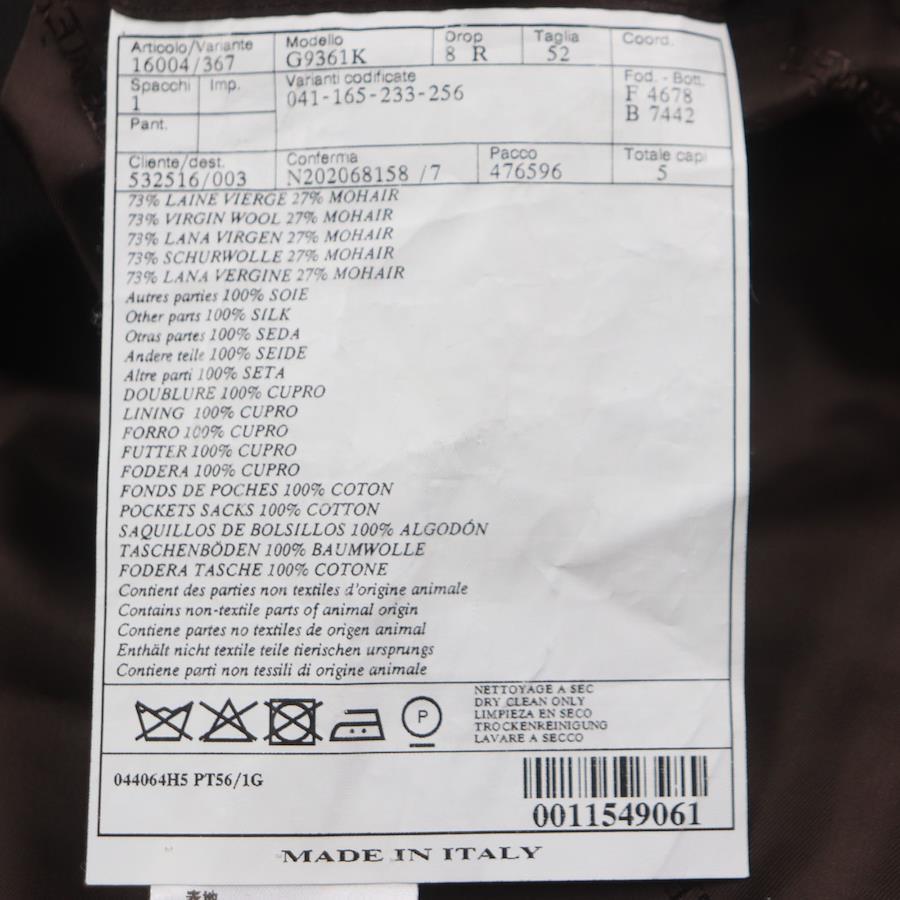 Articolo/Variante Modello Drop Taglia Coord.
16004/367 G9361K 8 R 52
Spacchi Imp. Varianti codificate Fod. - Bott.
1 041-165-233-256 F 4678
B 7442
Pant.
Cliente/dest. Conferma Pacco Totale capi
532516/003 N202068158 /7 476596 5
73% LAINE VIERGE 27% MOHAIR
73% VIRGIN WOOL 27% MOHAIR
73% LANA VIRGEN 27% MOHAIR
73% SCHURWOLLE 27% MOHAIR
73% LANA VERGINE 27% MOHAIR
Autres parties 100% SOIE
Other parts 100% SILK
Otras partes 100% SEDA
Andere teile 100% SEIDE
Altre parti 100% SETA
DOUBLURE 100% CUPRO
LINING 100% CUPRO
FORRO 100% CUPRO
FUTTER 100% CUPRO
FODERA 100% CUPRO
FONDS DE POCHES 100% COTON
POCKETS SACKS 100% COTTON
SAQUILLOS DE BOLSILLOS 100% ALGODÓN
TASCHENBÖDEN 100% BAUMWOLLE
FODERA TASCHE 100% COTONE
Contient des parties non textiles d'origine animale
Contains non-textile parts of animal origin
Contiene partes no textiles de origen animal
Enthält nicht textile teile tierischen ursprungs
Contiene parti non tessili di origine animale
NETTOYAGE A SEC
DRY CLEAN ONLY
LIMPIEZA EN SECO
TROCKENREINIGUNG
LAVARE A SECCO
P
044064H5 PT56/1G
0011549061
MADE IN ITALY
表地